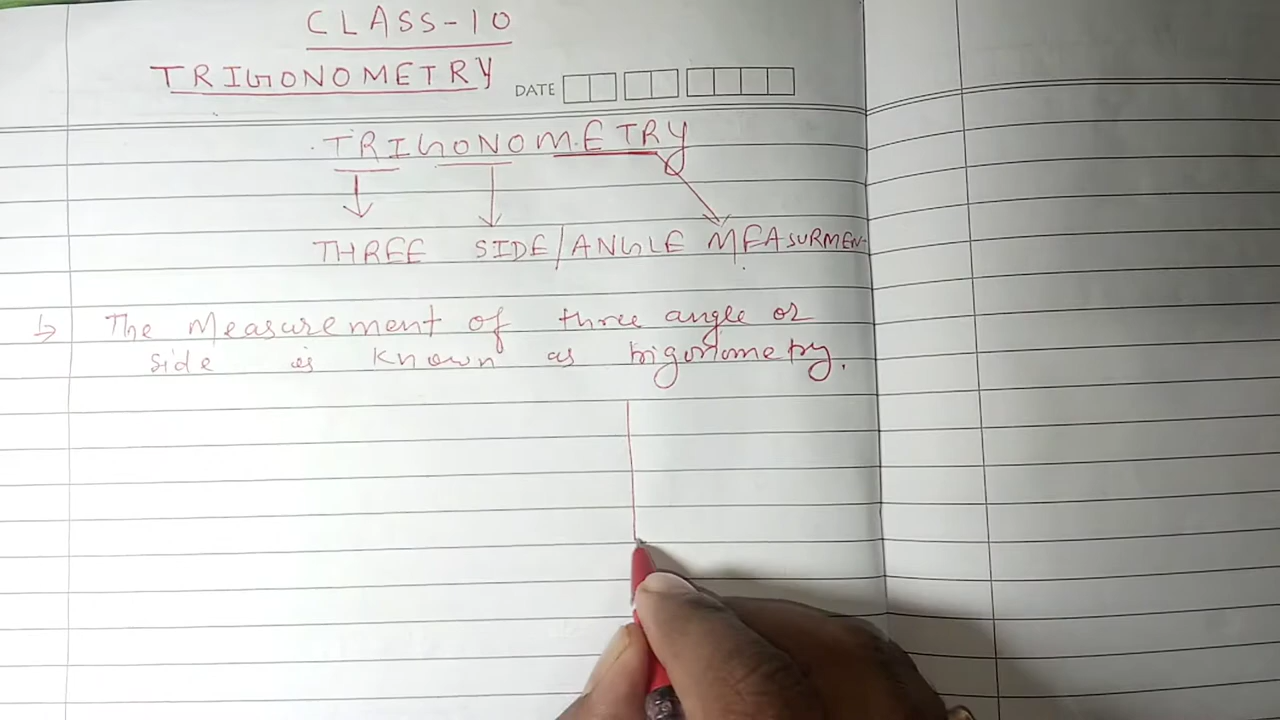 CLASS-10
TRIGONOMETRY
DATE
TRIGONOMETRY
THREE SIDE/ANGLE MEASURMEN
↳ The Measurement of three angle or
side is known as trigonometry.